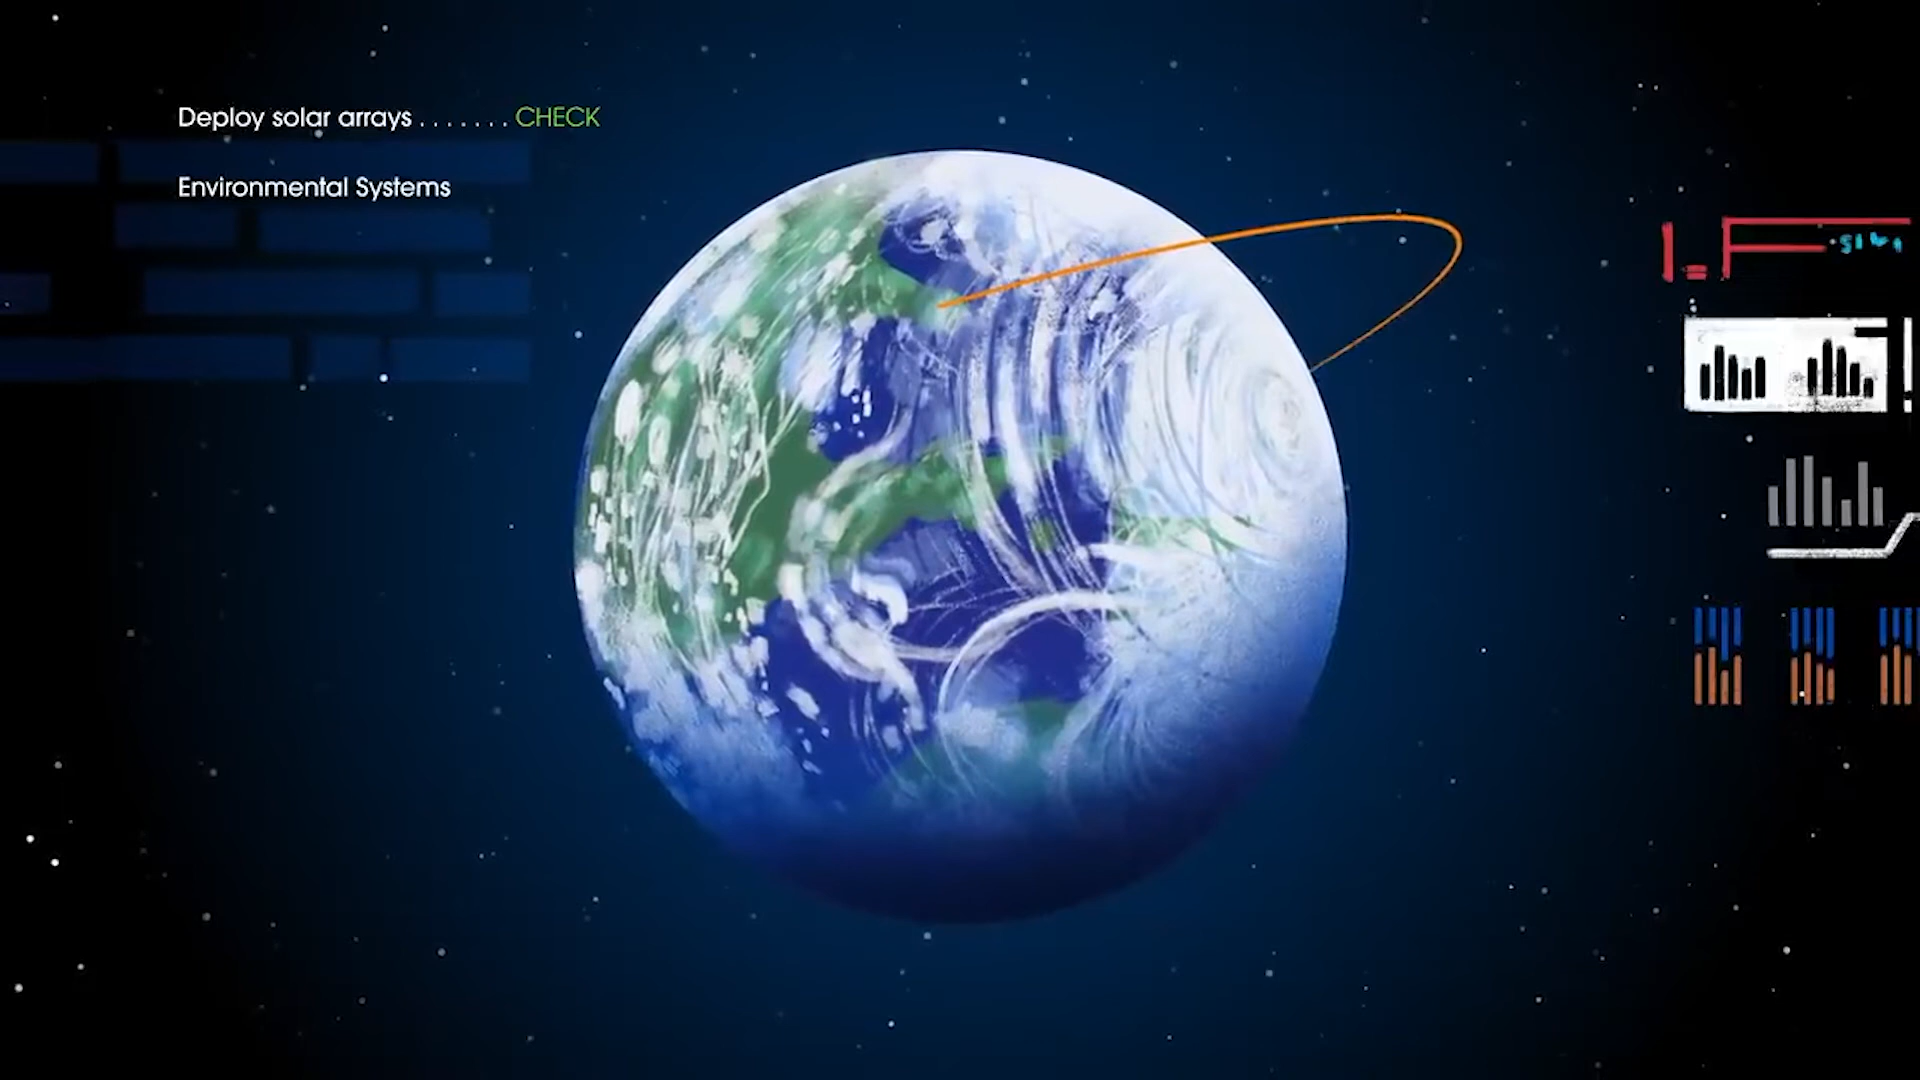 Deploy solar arrays . . . . . . . CHECK
Environmental Systems